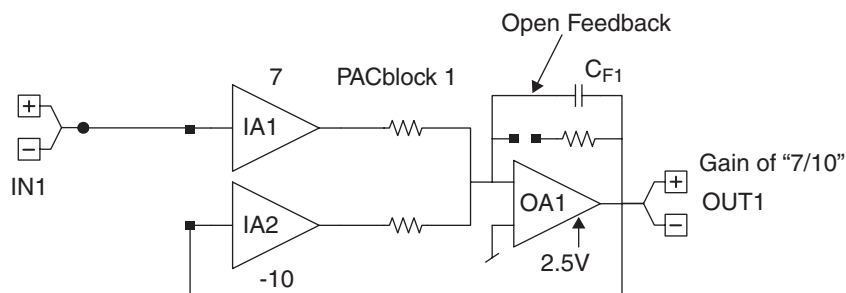 Open Feedback
7
PACblock 1
CF1
+
IA1
−
IN1
Gain of “7/10”
+
OA1
OUT1
IA2
−
2.5V
-10